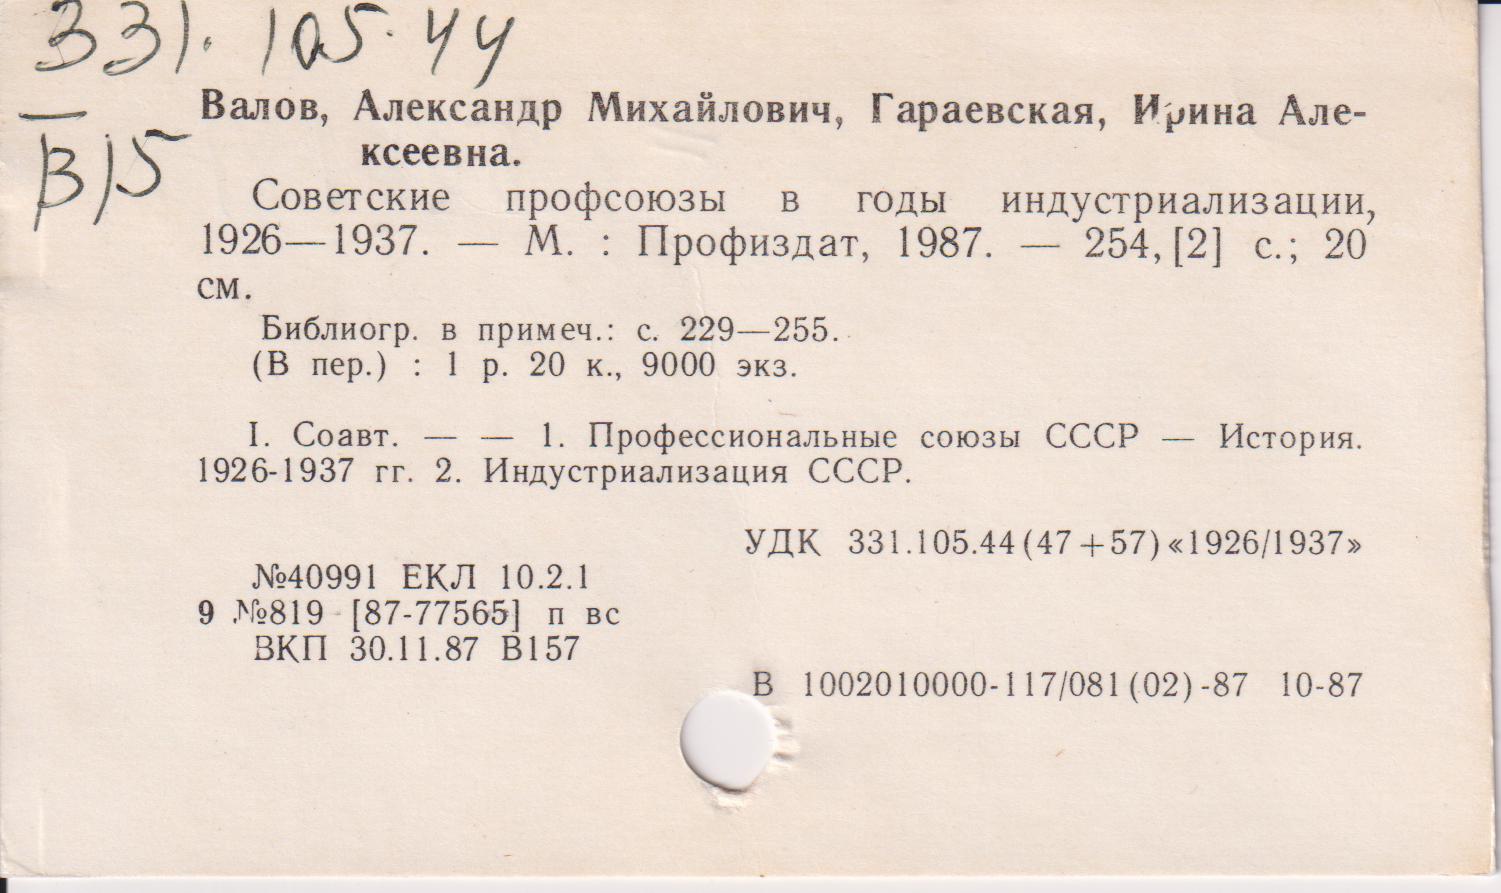 331.105.44
В15
Валов, Александр Михайлович, Гараевская, Ирина Але-
ксеевна.
Советские профсоюзы в годы индустриализации,
1926—1937. — М. : Профиздат, 1987. — 254, [2] с.; 20
см.
Библиогр. в примеч.: с. 229—255.
(В пер.) : 1 р. 20 к., 9000 экз.
I. Соавт. — — 1. Профессиональные союзы СССР — История.
1926-1937 гг. 2. Индустриализация СССР.
УДК 331.105.44(47+57)«1926/1937»
№40991 ЕКЛ 10.2.1
9 №819 [87-77565] п вс
ВКП 30.11.87 В157
В 1002010000-117/081(02)-87 10-87